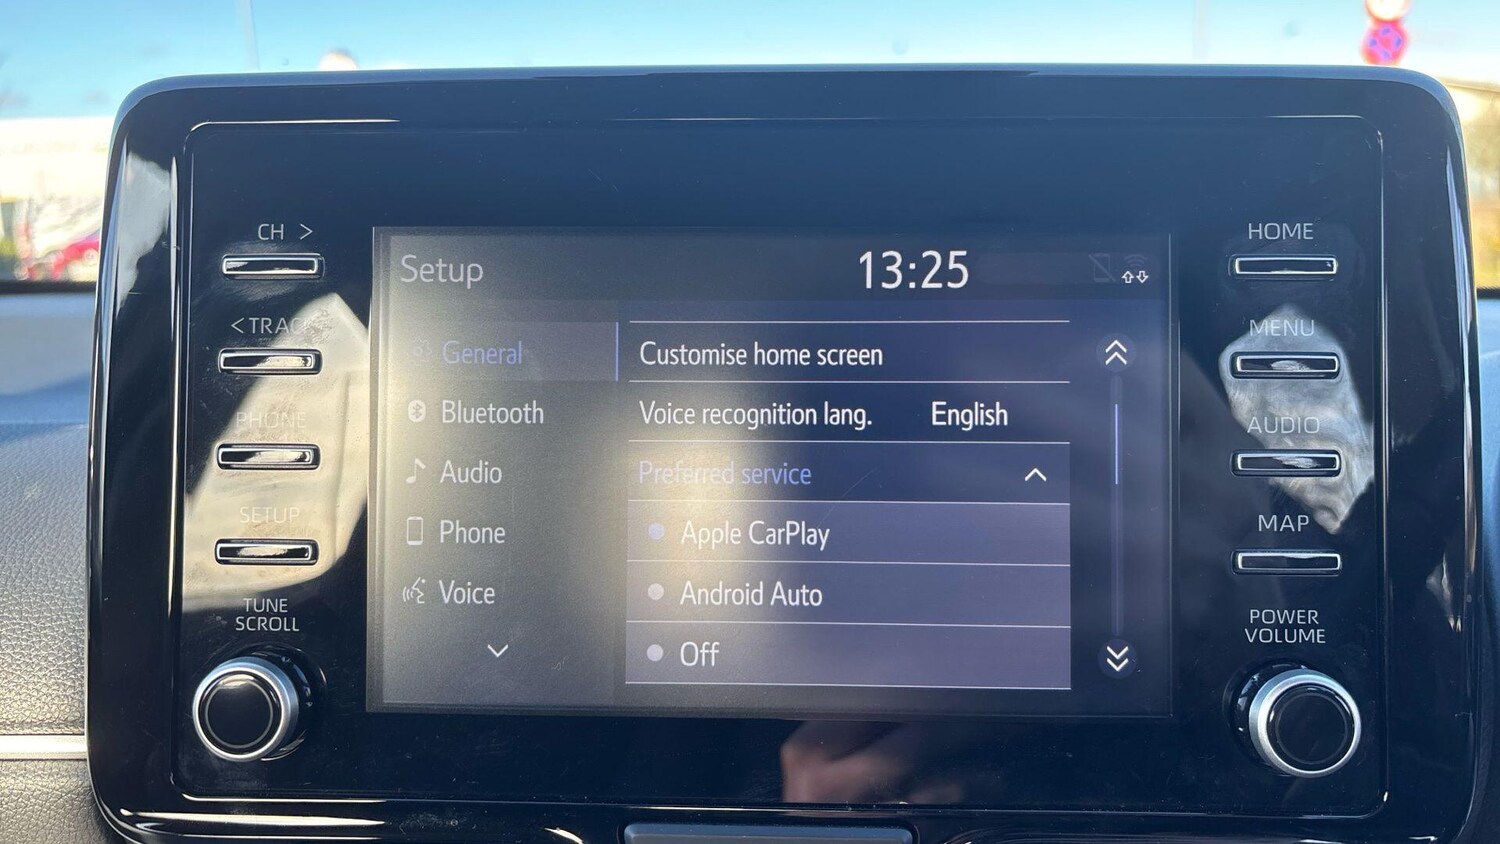 CH >
< TRACK
PHONE
SETUP
TUNE
SCROLL
Setup
13:25
General
Bluetooth
Audio
Phone
Voice
Customise home screen
Voice recognition lang. English
Preferred service
Apple CarPlay
Android Auto
Off
HOME
MENU
AUDIO
MAP
POWER
VOLUME